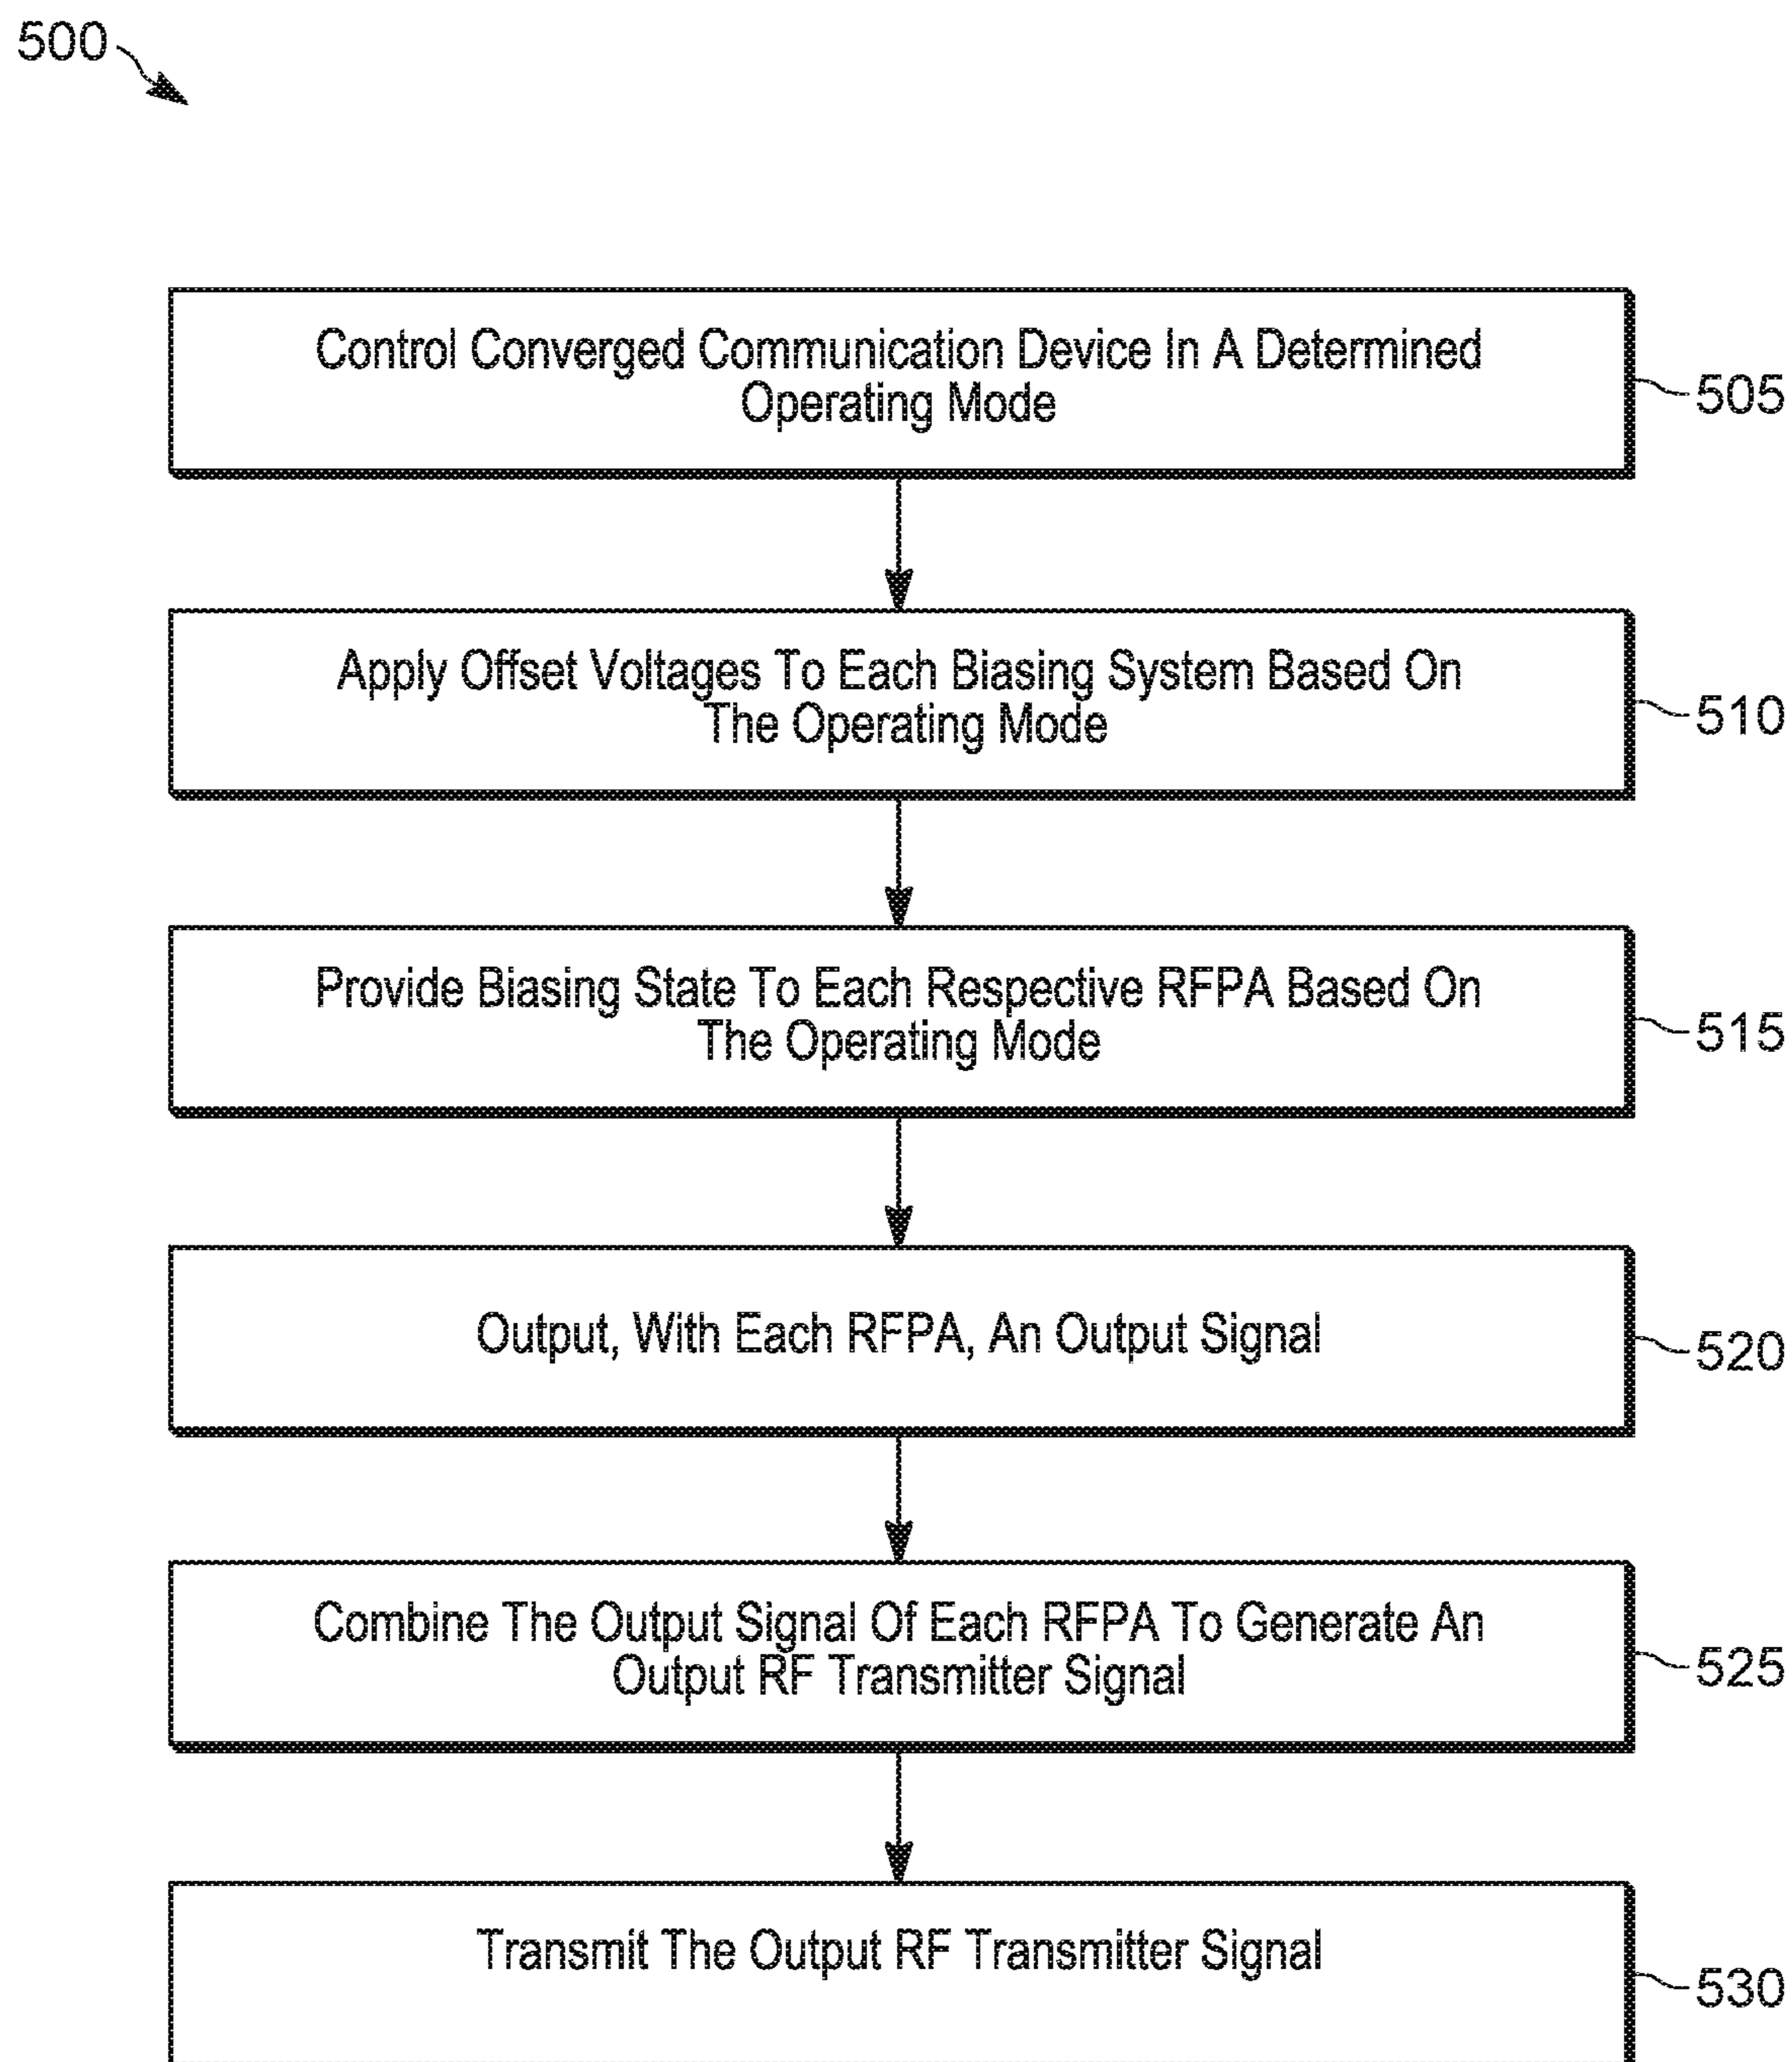 500
Control Converged Communication Device In A Determined
Operating Mode
505
Apply Offset Voltages To Each Biasing System Based On
The Operating Mode
510
Provide Biasing State To Each Respective RFPA Based On
The Operating Mode
515
Output, With Each RFPA, An Output Signal
520
Combine The Output Signal Of Each RFPA To Generate An
Output RF Transmitter Signal
525
Transmit The Output RF Transmitter Signal
530